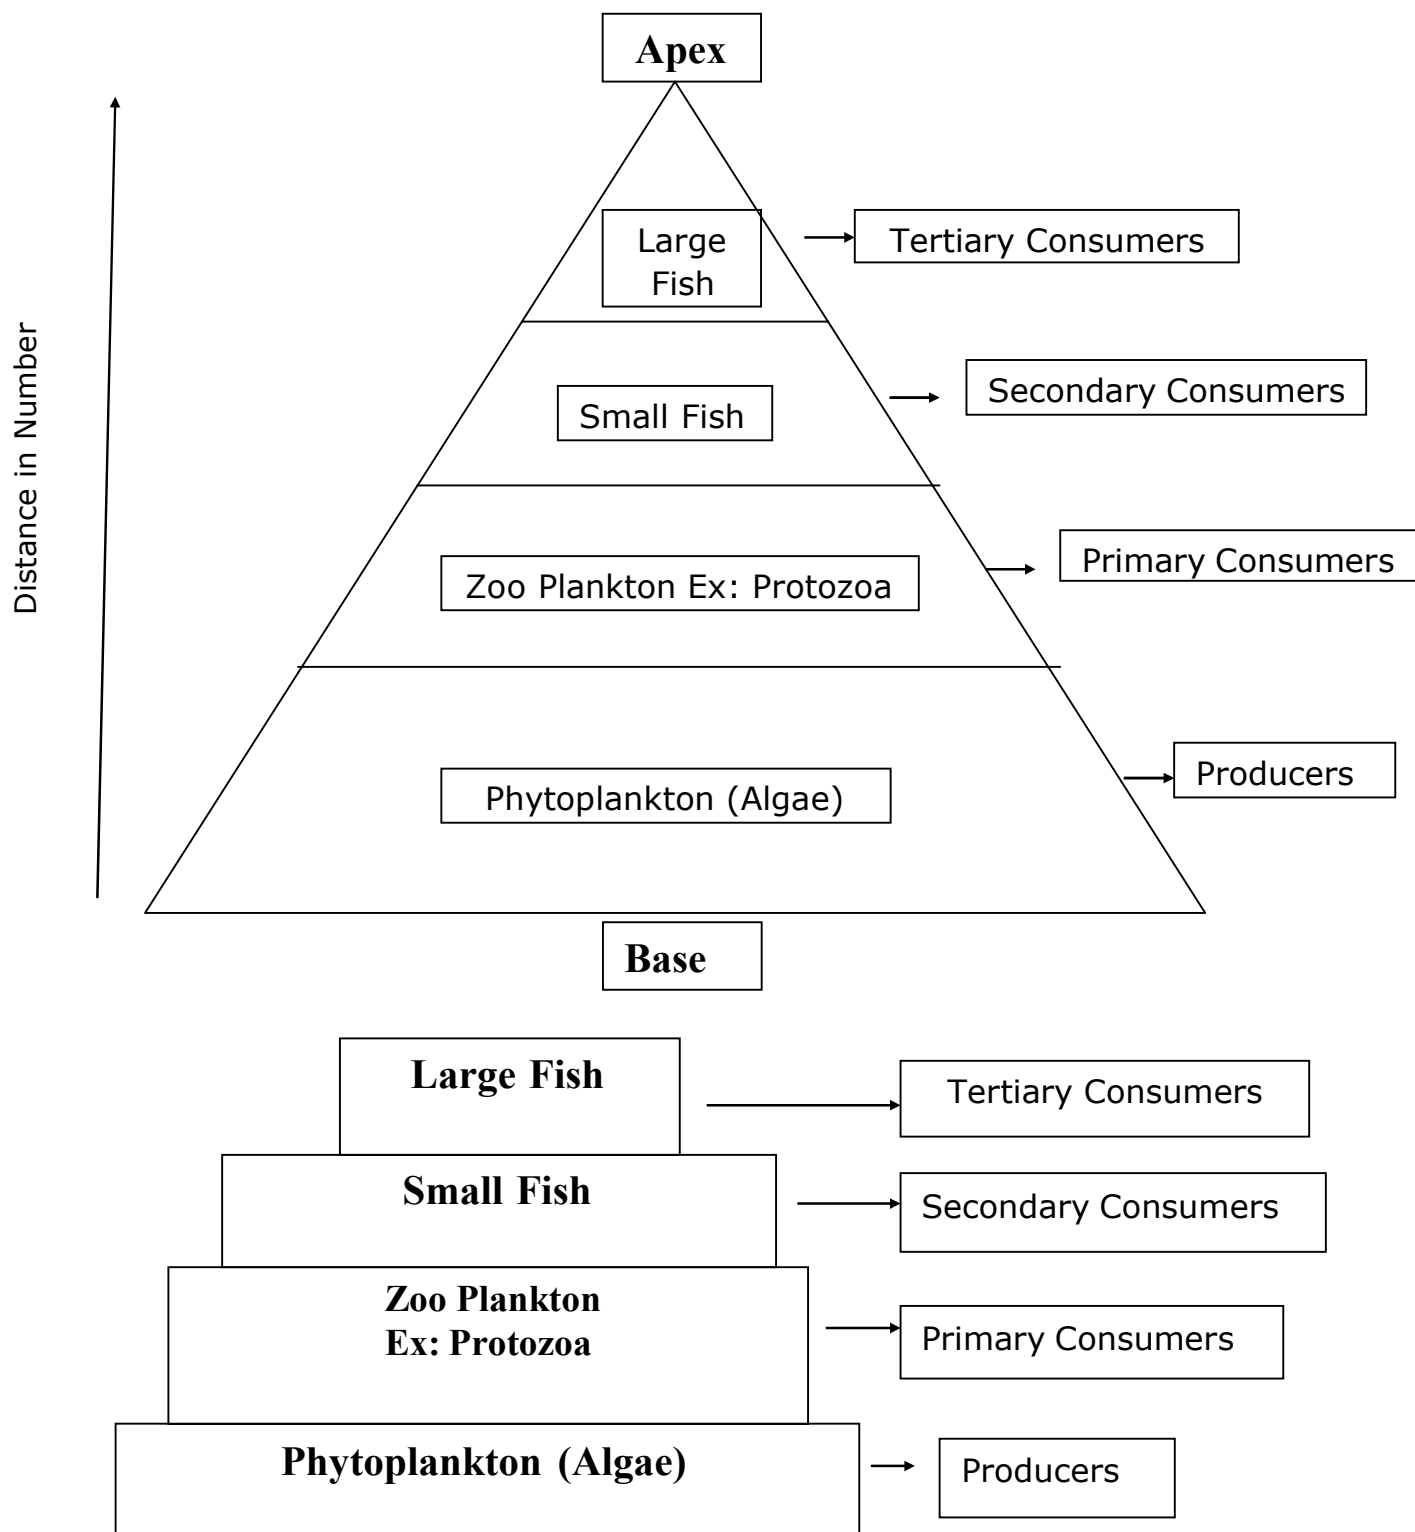 Apex
Large
Fish
Tertiary Consumers
Distance in Number
Small Fish
Secondary Consumers
Zoo Plankton Ex: Protozoa
Primary Consumers
Phytoplankton (Algae)
Producers
Base
Large Fish
Tertiary Consumers
Small Fish
Secondary Consumers
Zoo Plankton
Ex: Protozoa
Primary Consumers
Phytoplankton (Algae)
Producers